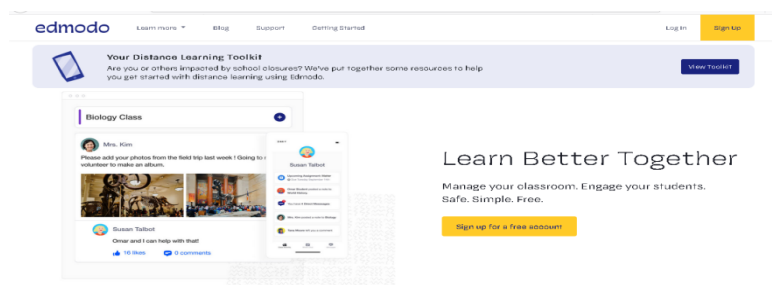 edmodo
Learn more Blog Support Getting Started Log In Sign Up
Your Distance Learning Toolkit
Are you or others impacted by school closures? We've put together some resources to help
you get started with distance learning using Edmodo.
View Toolkit
Biology Class
Mrs. Kim
Please add your photos from the field trip last week ! Going to
volunteer to make an album.
Susan Talbot
Omar and I can help with that!
16 likes 0 comments
Susan Talbot
Learn Better Together
Manage your classroom. Engage your students.
Safe. Simple. Free.
Sign up for a free account